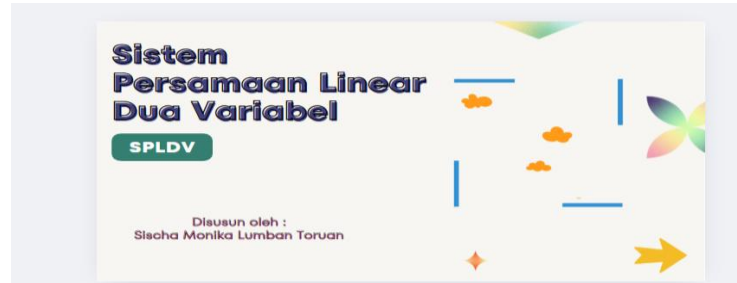 Sistem
Persamaan Linear
Dua Variabel
SPLDV
Disusun oleh :
Sischa Monika Lumban Toruan